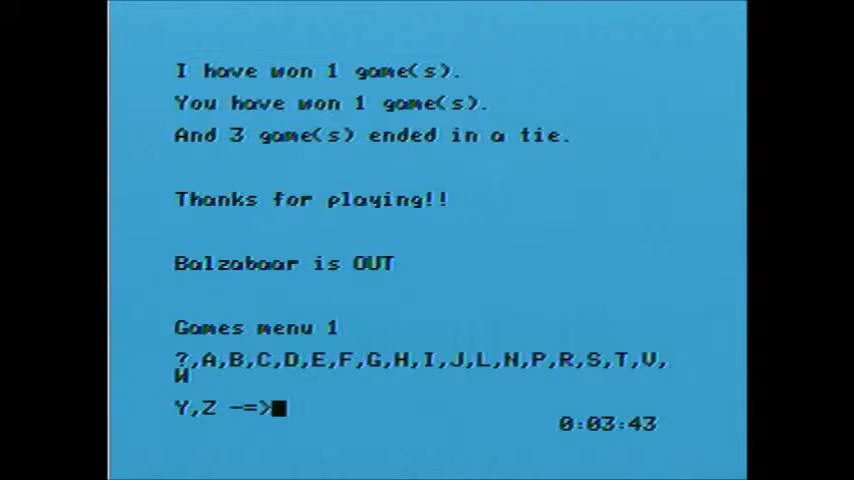 I have won 1 game(s).
You have won 1 game(s).
And 3 game(s) ended in a tie.
Thanks for playing!!
Balzabaar is OUT
Games menu 1
?,A,B,C,D,E,F,G,H,I,J,L,N,P,R,S,T,V,
W
Y,Z -=>
0:03:43